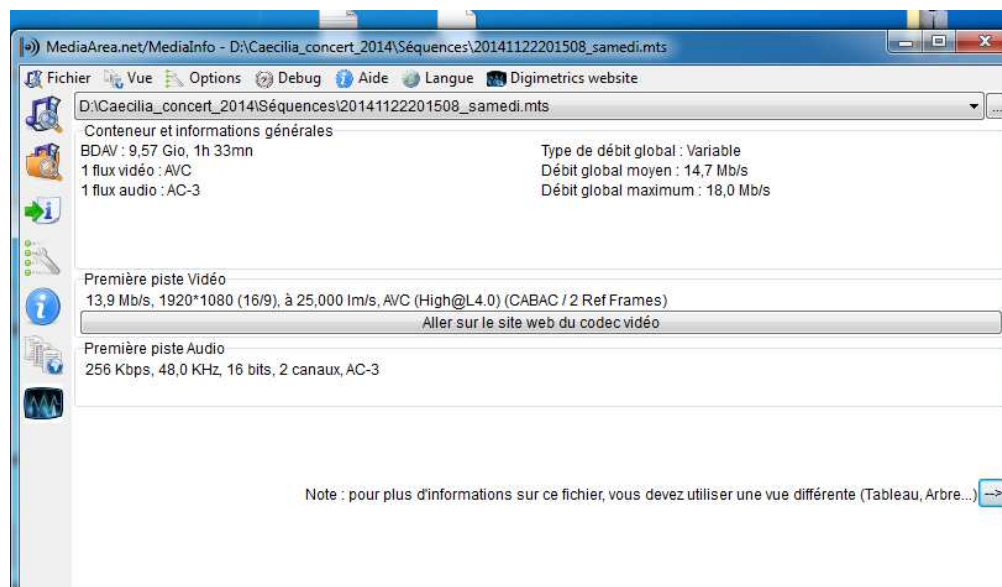 MediaArea.net/MediaInfo - D:\Caecilia_concert_2014\Séquences\20141122201508_samedi.mts
Fichier Vue Options Debug Aide Langue Digimetrics website
D:\Caecilia_concert_2014\Séquences\20141122201508_samedi.mts
...
Conteneur et informations générales
BDAV : 9,57 Gio, 1h 33mn
1 flux vidéo : AVC
1 flux audio : AC-3
Type de débit global : Variable
Débit global moyen : 14,7 Mb/s
Débit global maximum : 18,0 Mb/s
Première piste Vidéo
13,9 Mb/s, 1920*1080 (16/9), à 25,000 Im/s, AVC (High@L4.0) (CABAC / 2 Ref Frames)
Aller sur le site web du codec vidéo
Première piste Audio
256 Kbps, 48,0 KHz, 16 bits, 2 canaux, AC-3
Note : pour plus d'informations sur ce fichier, vous devez utiliser une vue différente (Tableau, Arbre...) -->